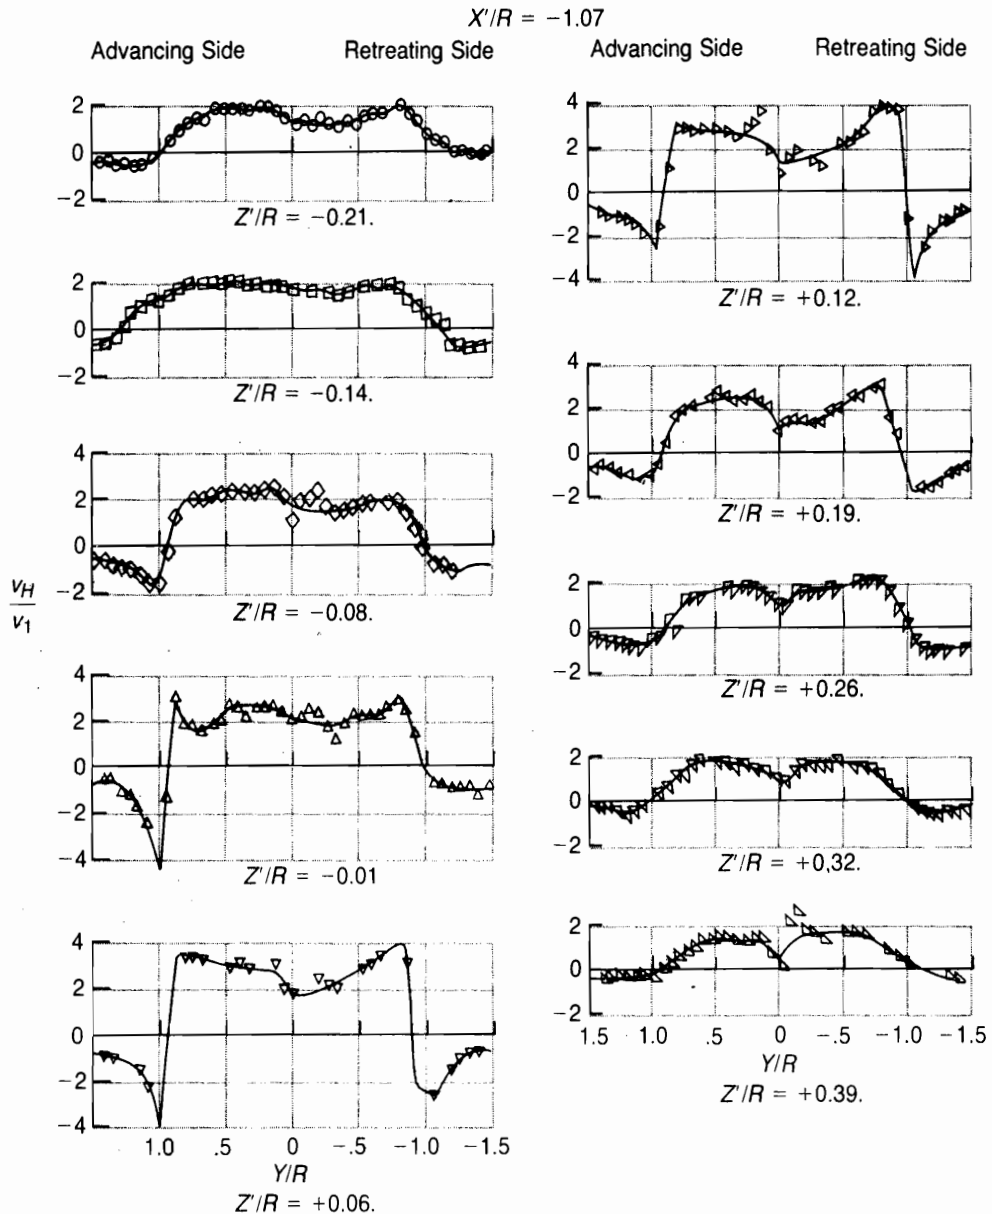 X'/R = −1.07
Advancing Side Retreating Side
2
0
−2
Z'/R = −0.21.
2
0
−2
Z'/R = −0.14.
4
2
0
−2
Z'/R = −0.08.
vH
v1
4
2
0
−2
−4
Z'/R = −0.01
4
2
0
−2
−4
1.0 .5 0 −.5 −1.0 −1.5
Y/R
Z'/R = +0.06.
Advancing Side Retreating Side
4
2
0
−2
−4
Z'/R = +0.12.
4
2
0
−2
Z'/R = +0.19.
2
0
−2
Z'/R = +0.26.
2
0
−2
Z'/R = +0,32.
2
0
−2
1.5 1.0 .5 0 −.5 −1.0 −1.5
Y/R
Z'/R = +0.39.